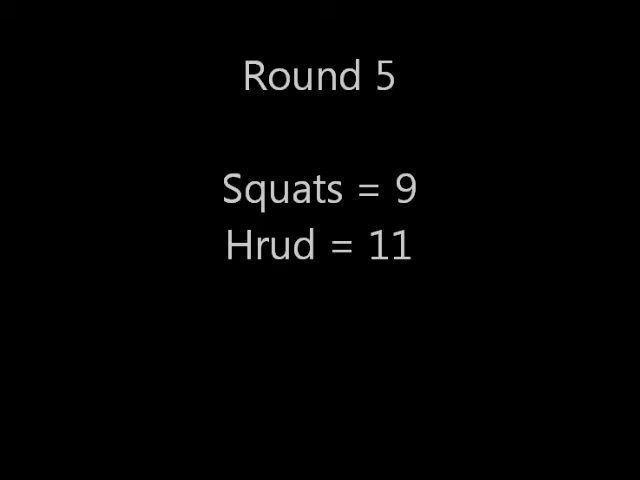 Round 5
Squats = 9
Hrud = 11